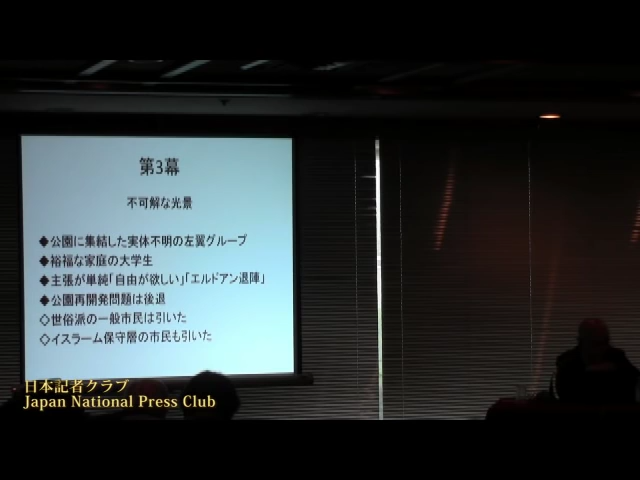 第3幕
不可解な光景
◆公園に集結した実体不明の左翼グループ
◆裕福な家庭の大学生
◆主張が単純「自由が欲しい」「エルドアン退陣」
◆公園再開発問題は後退
◇世俗派の一般市民は引いた
◇イスラーム保守層の市民も引いた
日本記者クラブ
Japan National Press Club